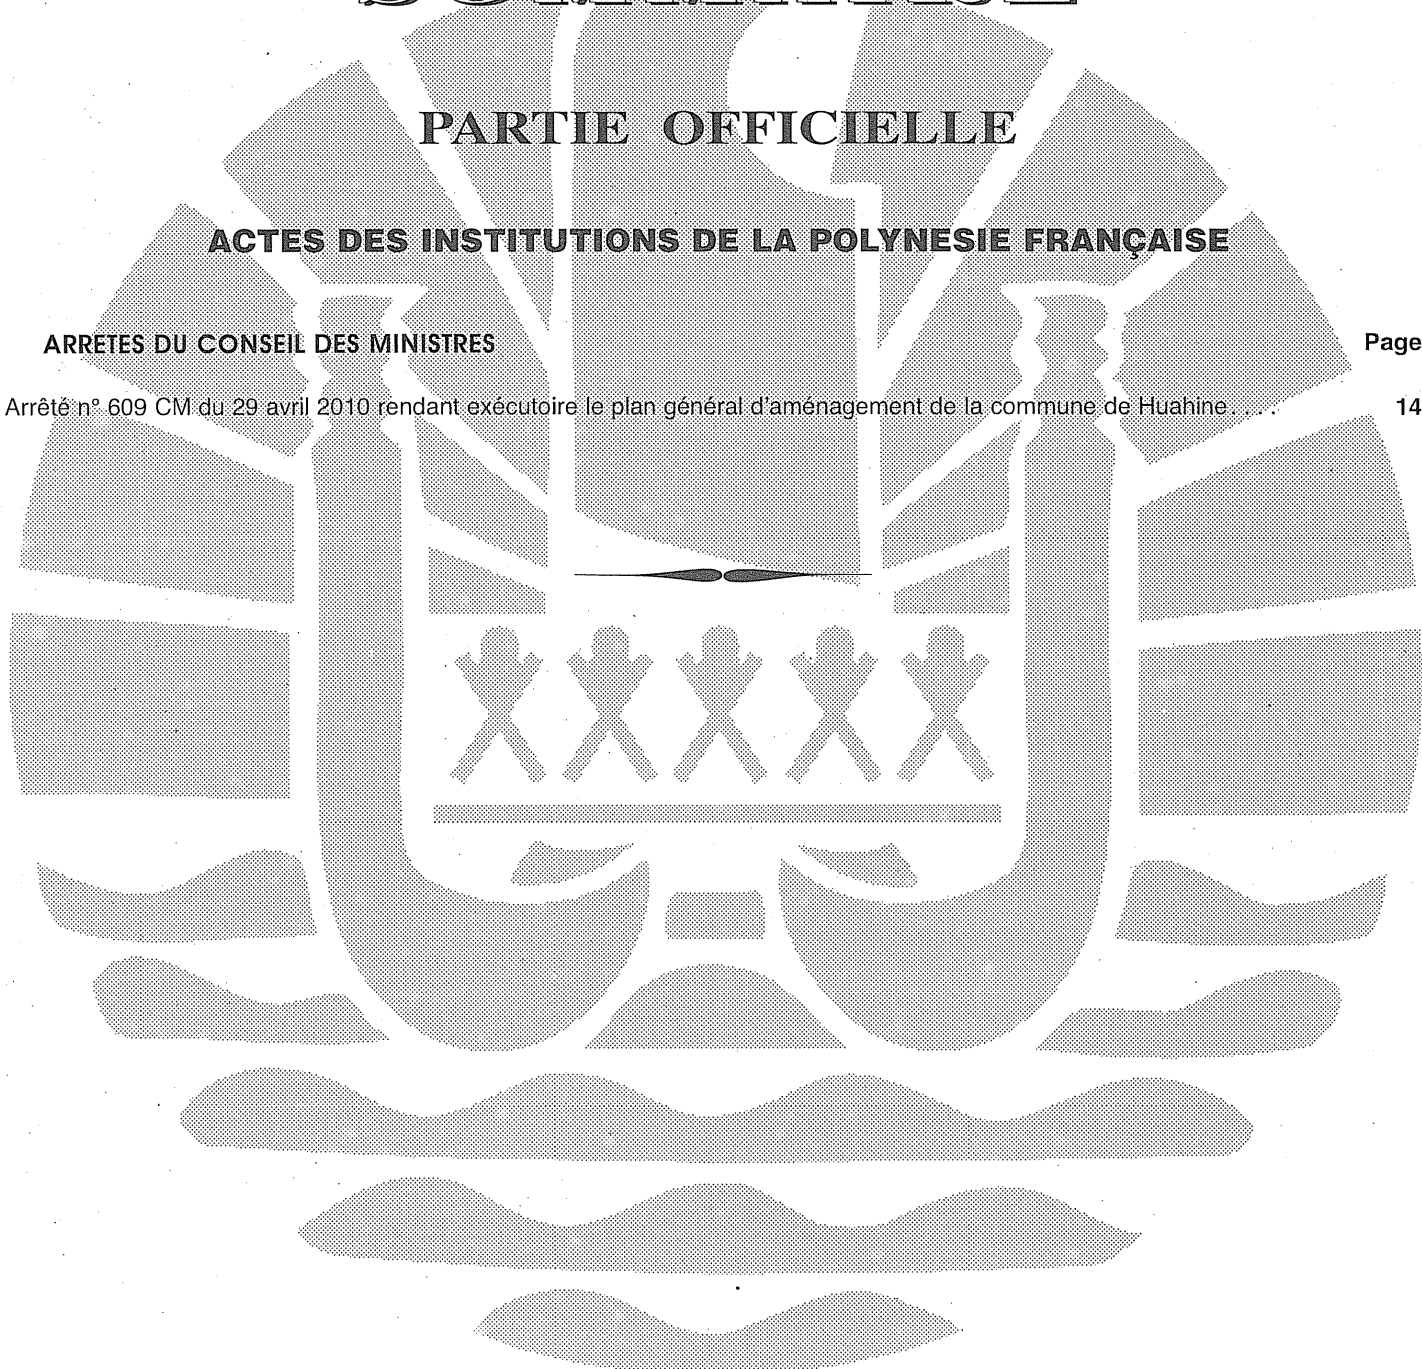 PARTIE OFFICIELLE
ACTES DES INSTITUTIONS DE LA POLYNESIE FRANÇAISE
ARRETES DU CONSEIL DES MINISTRES Page
Arrêté n° 609 CM du 29 avril 2010 rendant exécutoire le plan général d'aménagement de la commune de Huahine.... 14